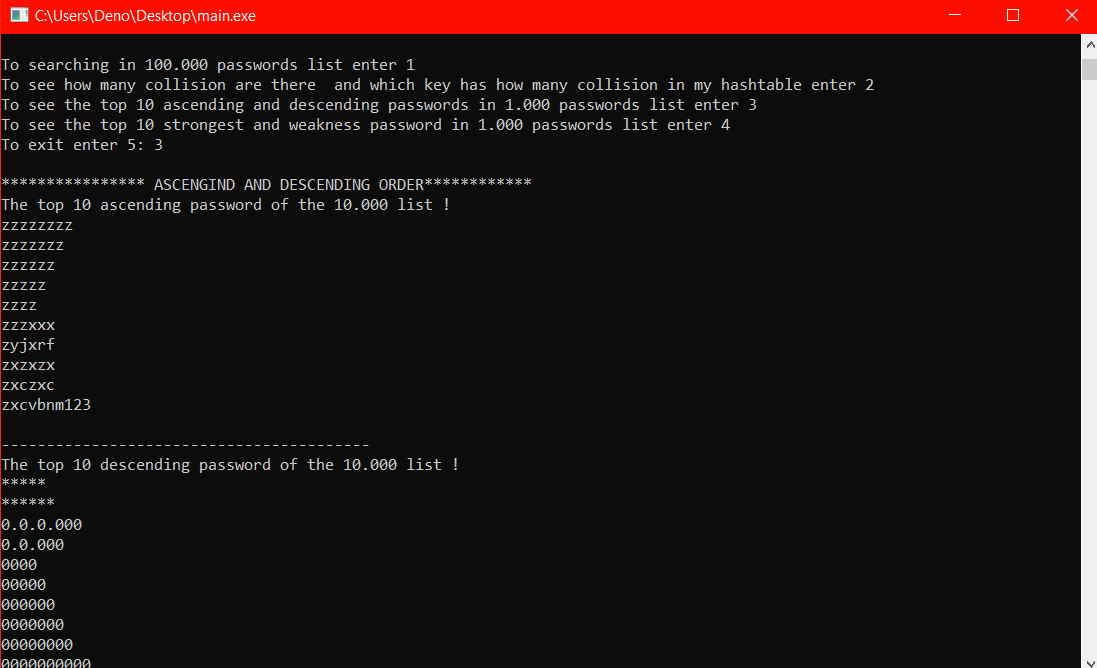 C:\Users\Deno\Desktop\main.exe
To searching in 100.000 passwords list enter 1
To see how many collision are there  and which key has how many collision in my hashtable enter 2
To see the top 10 ascending and descending passwords in 1.000 passwords list enter 3
To see the top 10 strongest and weakness password in 1.000 passwords list enter 4
To exit enter 5: 3
**************** ASCENGIND AND DESCENDING ORDER************
The top 10 ascending password of the 10.000 list !
zzzzzzzz
zzzzzzz
zzzzzz
zzzzz
zzzz
zzzxxx
zyjxrf
zxzxzx
zxczxc
zxcvbnm123
-----------------------------------------
The top 10 descending password of the 10.000 list !
*****
******
0.0.0.000
0.0.000
0000
00000
000000
0000000
00000000
0000000000